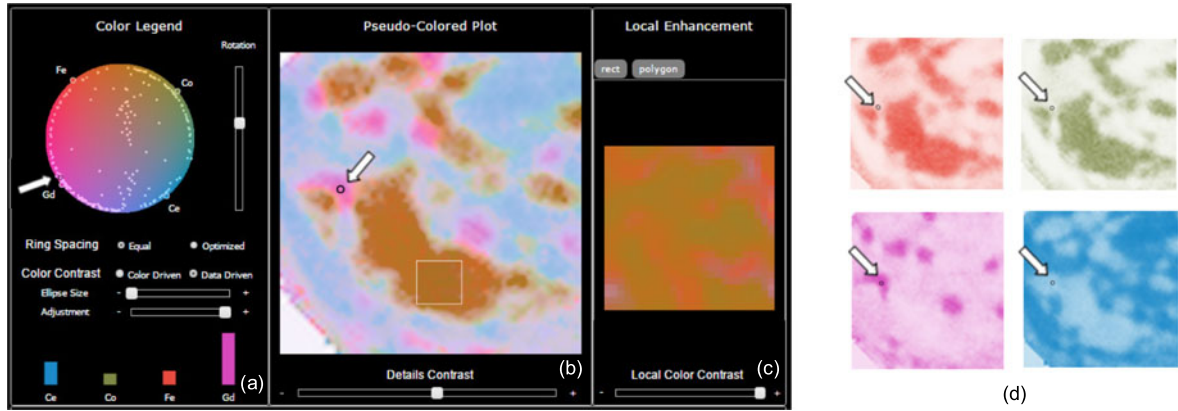 Color Legend
Rotation
Fe
Co
Gd
Ce
Ring Spacing
Equal
Optimized
Color Contrast
Color Driven
Data Driven
Ellipse Size
- +
Adjustment
- +
Ce
Co
Fe
Gd
(a)
Pseudo-Colored Plot
(b)
Details Contrast
- +
Local Enhancement
rect
polygon
(c)
Local Color Contrast
- +
(d)